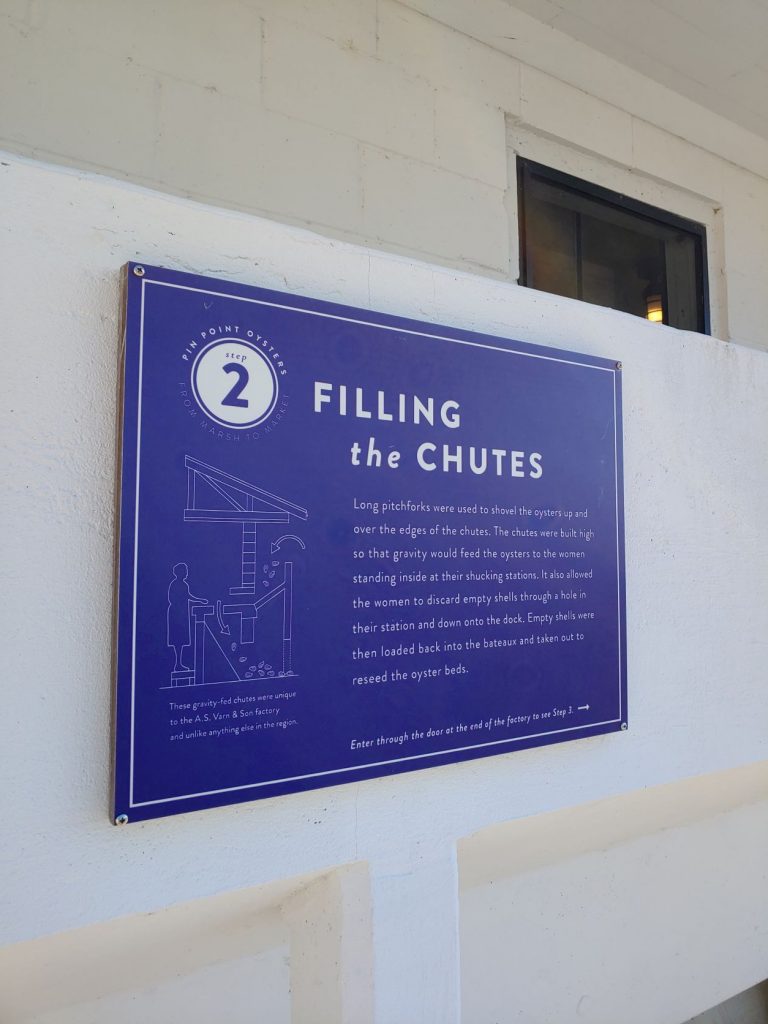 PIN POINT OYSTERS
step
2
FROM MARSH TO MARKET
FILLING
the CHUTES
Long pitchforks were used to shovel the oysters up and
over the edges of the chutes. The chutes were built high
so that gravity would feed the oysters to the women
standing inside at their shucking stations. It also allowed
the women to discard empty shells through a hole in
their station and down onto the dock. Empty shells were
then loaded back into the bateaux and taken out to
reseed the oyster beds.
These gravity-fed chutes were unique
to the A.S. Varn & Son factory
and unlike anything else in the region.
Enter through the door at the end of the factory to see Step 3. →